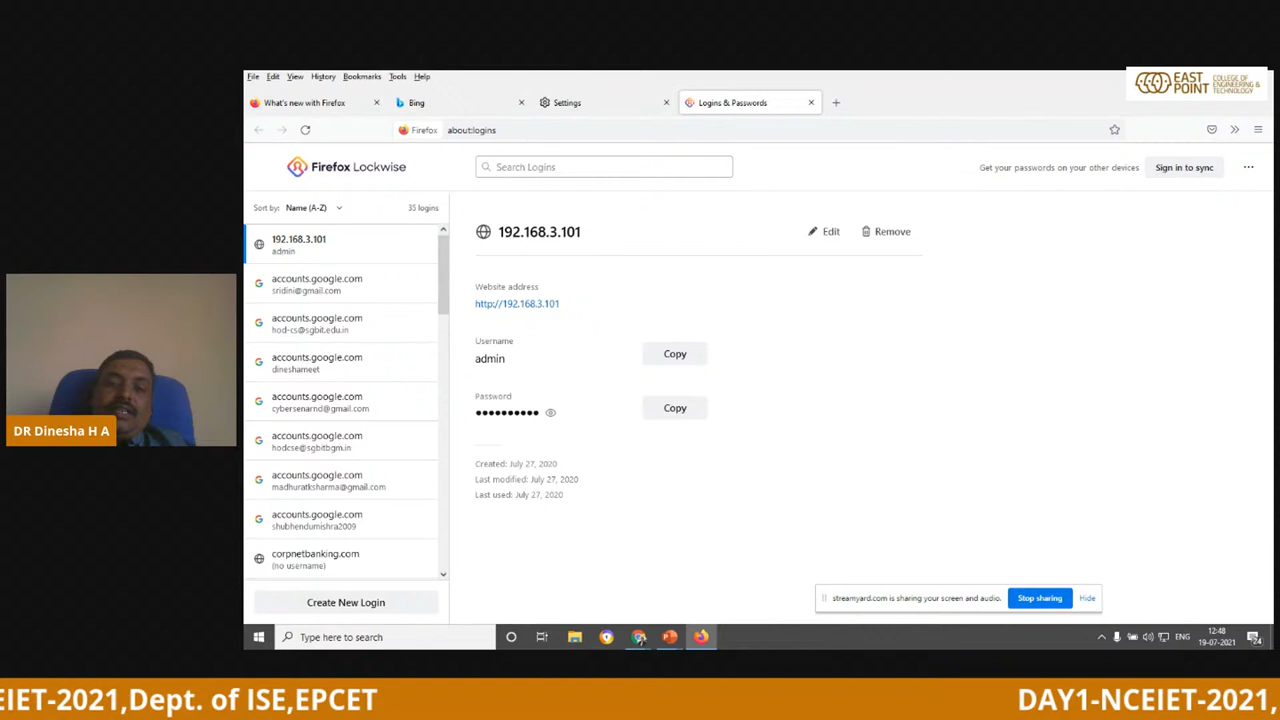 File Edit View History Bookmarks Tools Help
EAST POINT
COLLEGE OF ENGINEERING & TECHNOLOGY
What's new with Firefox
Bing
Settings
Logins & Passwords
Firefox about:logins
Firefox Lockwise
Search Logins
Get your passwords on your other devices
Sign in to sync
Sort by: Name (A-Z)
35 logins
192.168.3.101
admin
accounts.google.com
sridini@gmail.com
accounts.google.com
hod-cs@sgbit.edu.in
accounts.google.com
dineshameet
accounts.google.com
cybersenarnd@gmail.com
accounts.google.com
hodcse@sgbitbgm.in
accounts.google.com
madhuratksharma@gmail.com
accounts.google.com
shubhendumishra2009
corpnetbanking.com
(no username)
Create New Login
192.168.3.101
Edit
Remove
Website address
http://192.168.3.101
Username
admin
Copy
Password
••••••••••
Copy
Created: July 27, 2020
Last modified: July 27, 2020
Last used: July 27, 2020
streamyard.com is sharing your screen and audio.
Stop sharing
Hide
Type here to search
ENG
12:48
19-07-2021
24
DR Dinesha H A
EIET-2021,Dept. of ISE,EPCET
DAY1-NCEIET-2021,